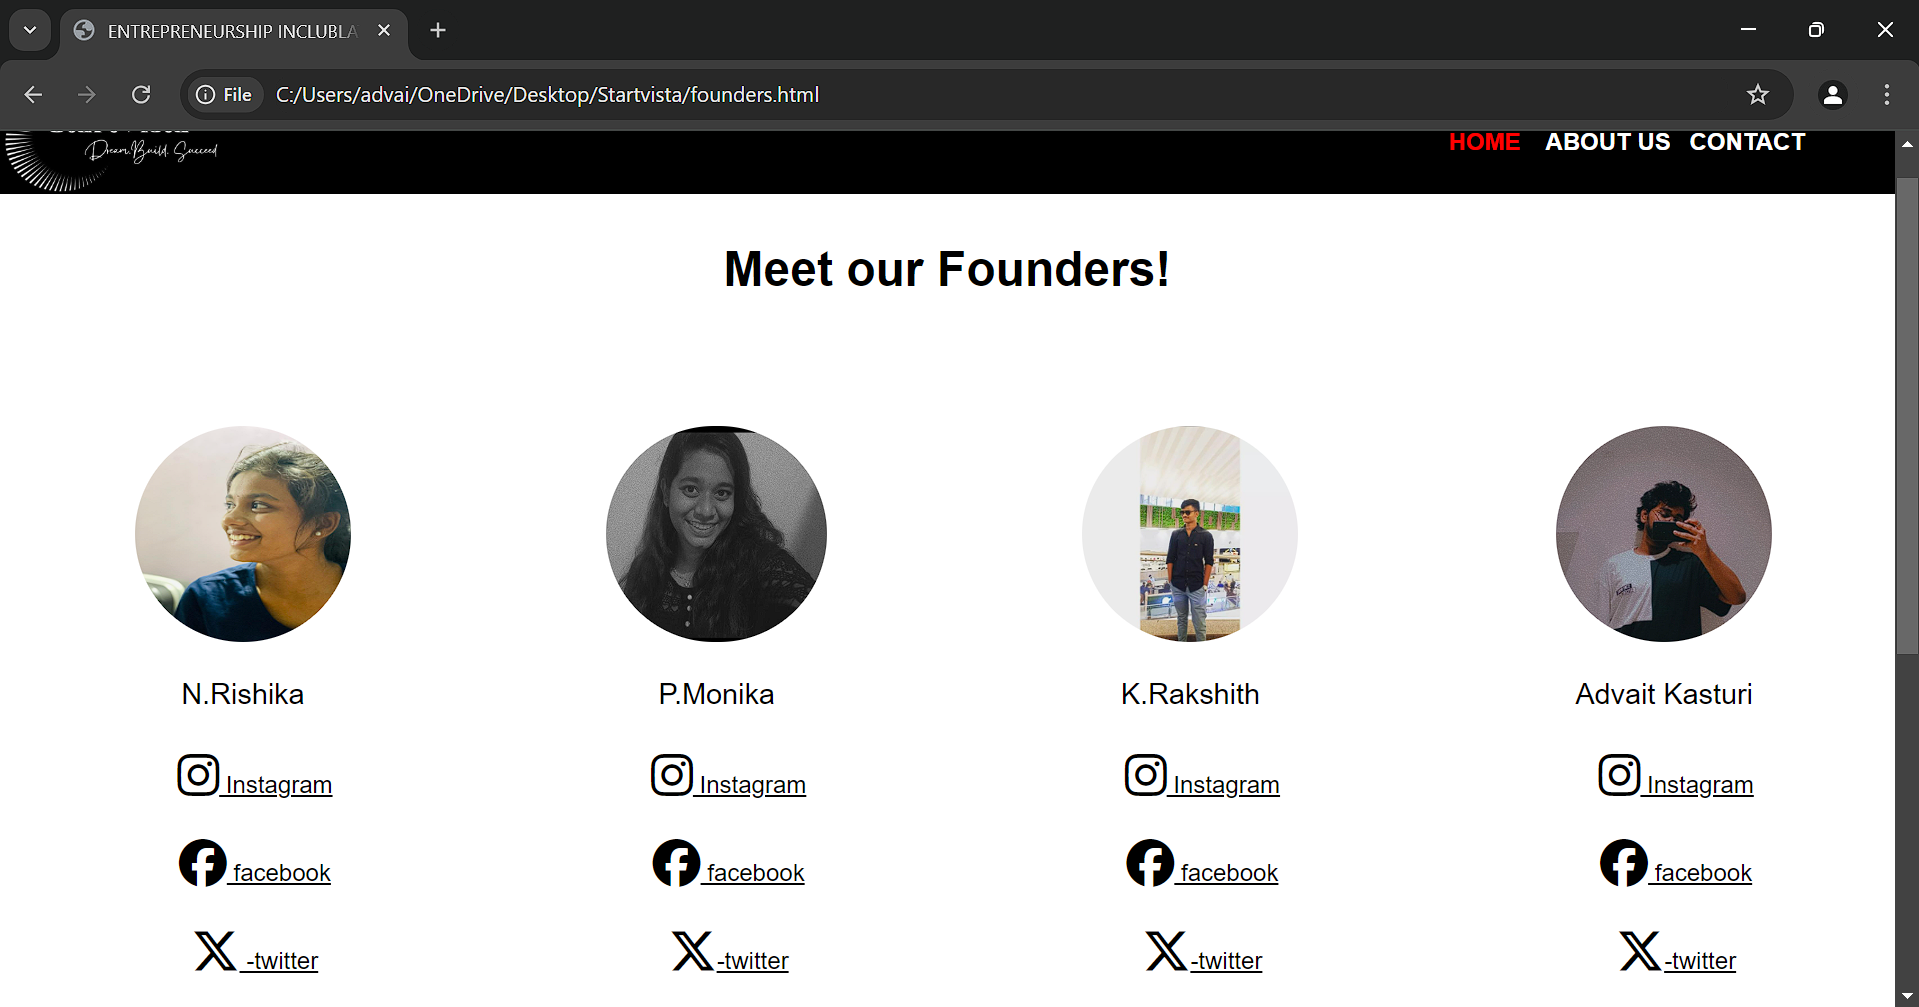 ENTREPRENEURSHIP INCLUBLA
File C:/Users/advai/OneDrive/Desktop/Startvista/founders.html
Dream.Build. Succeed
HOME ABOUT US CONTACT
Meet our Founders!
N.Rishika P.Monika K.Rakshith Advait Kasturi
Instagram Instagram Instagram Instagram
facebook facebook facebook facebook
-twitter -twitter -twitter -twitter